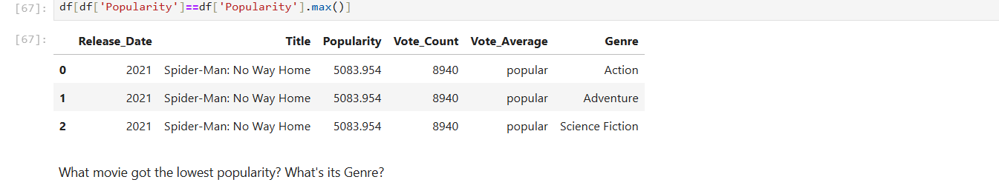 [67]: df[df['Popularity']==df['Popularity'].max()]
[67]:
Release_Date Title Popularity Vote_Count Vote_Average Genre
0 2021 Spider-Man: No Way Home 5083.954 8940 popular Action
1 2021 Spider-Man: No Way Home 5083.954 8940 popular Adventure
2 2021 Spider-Man: No Way Home 5083.954 8940 popular Science Fiction
What movie got the lowest popularity? What's its Genre?